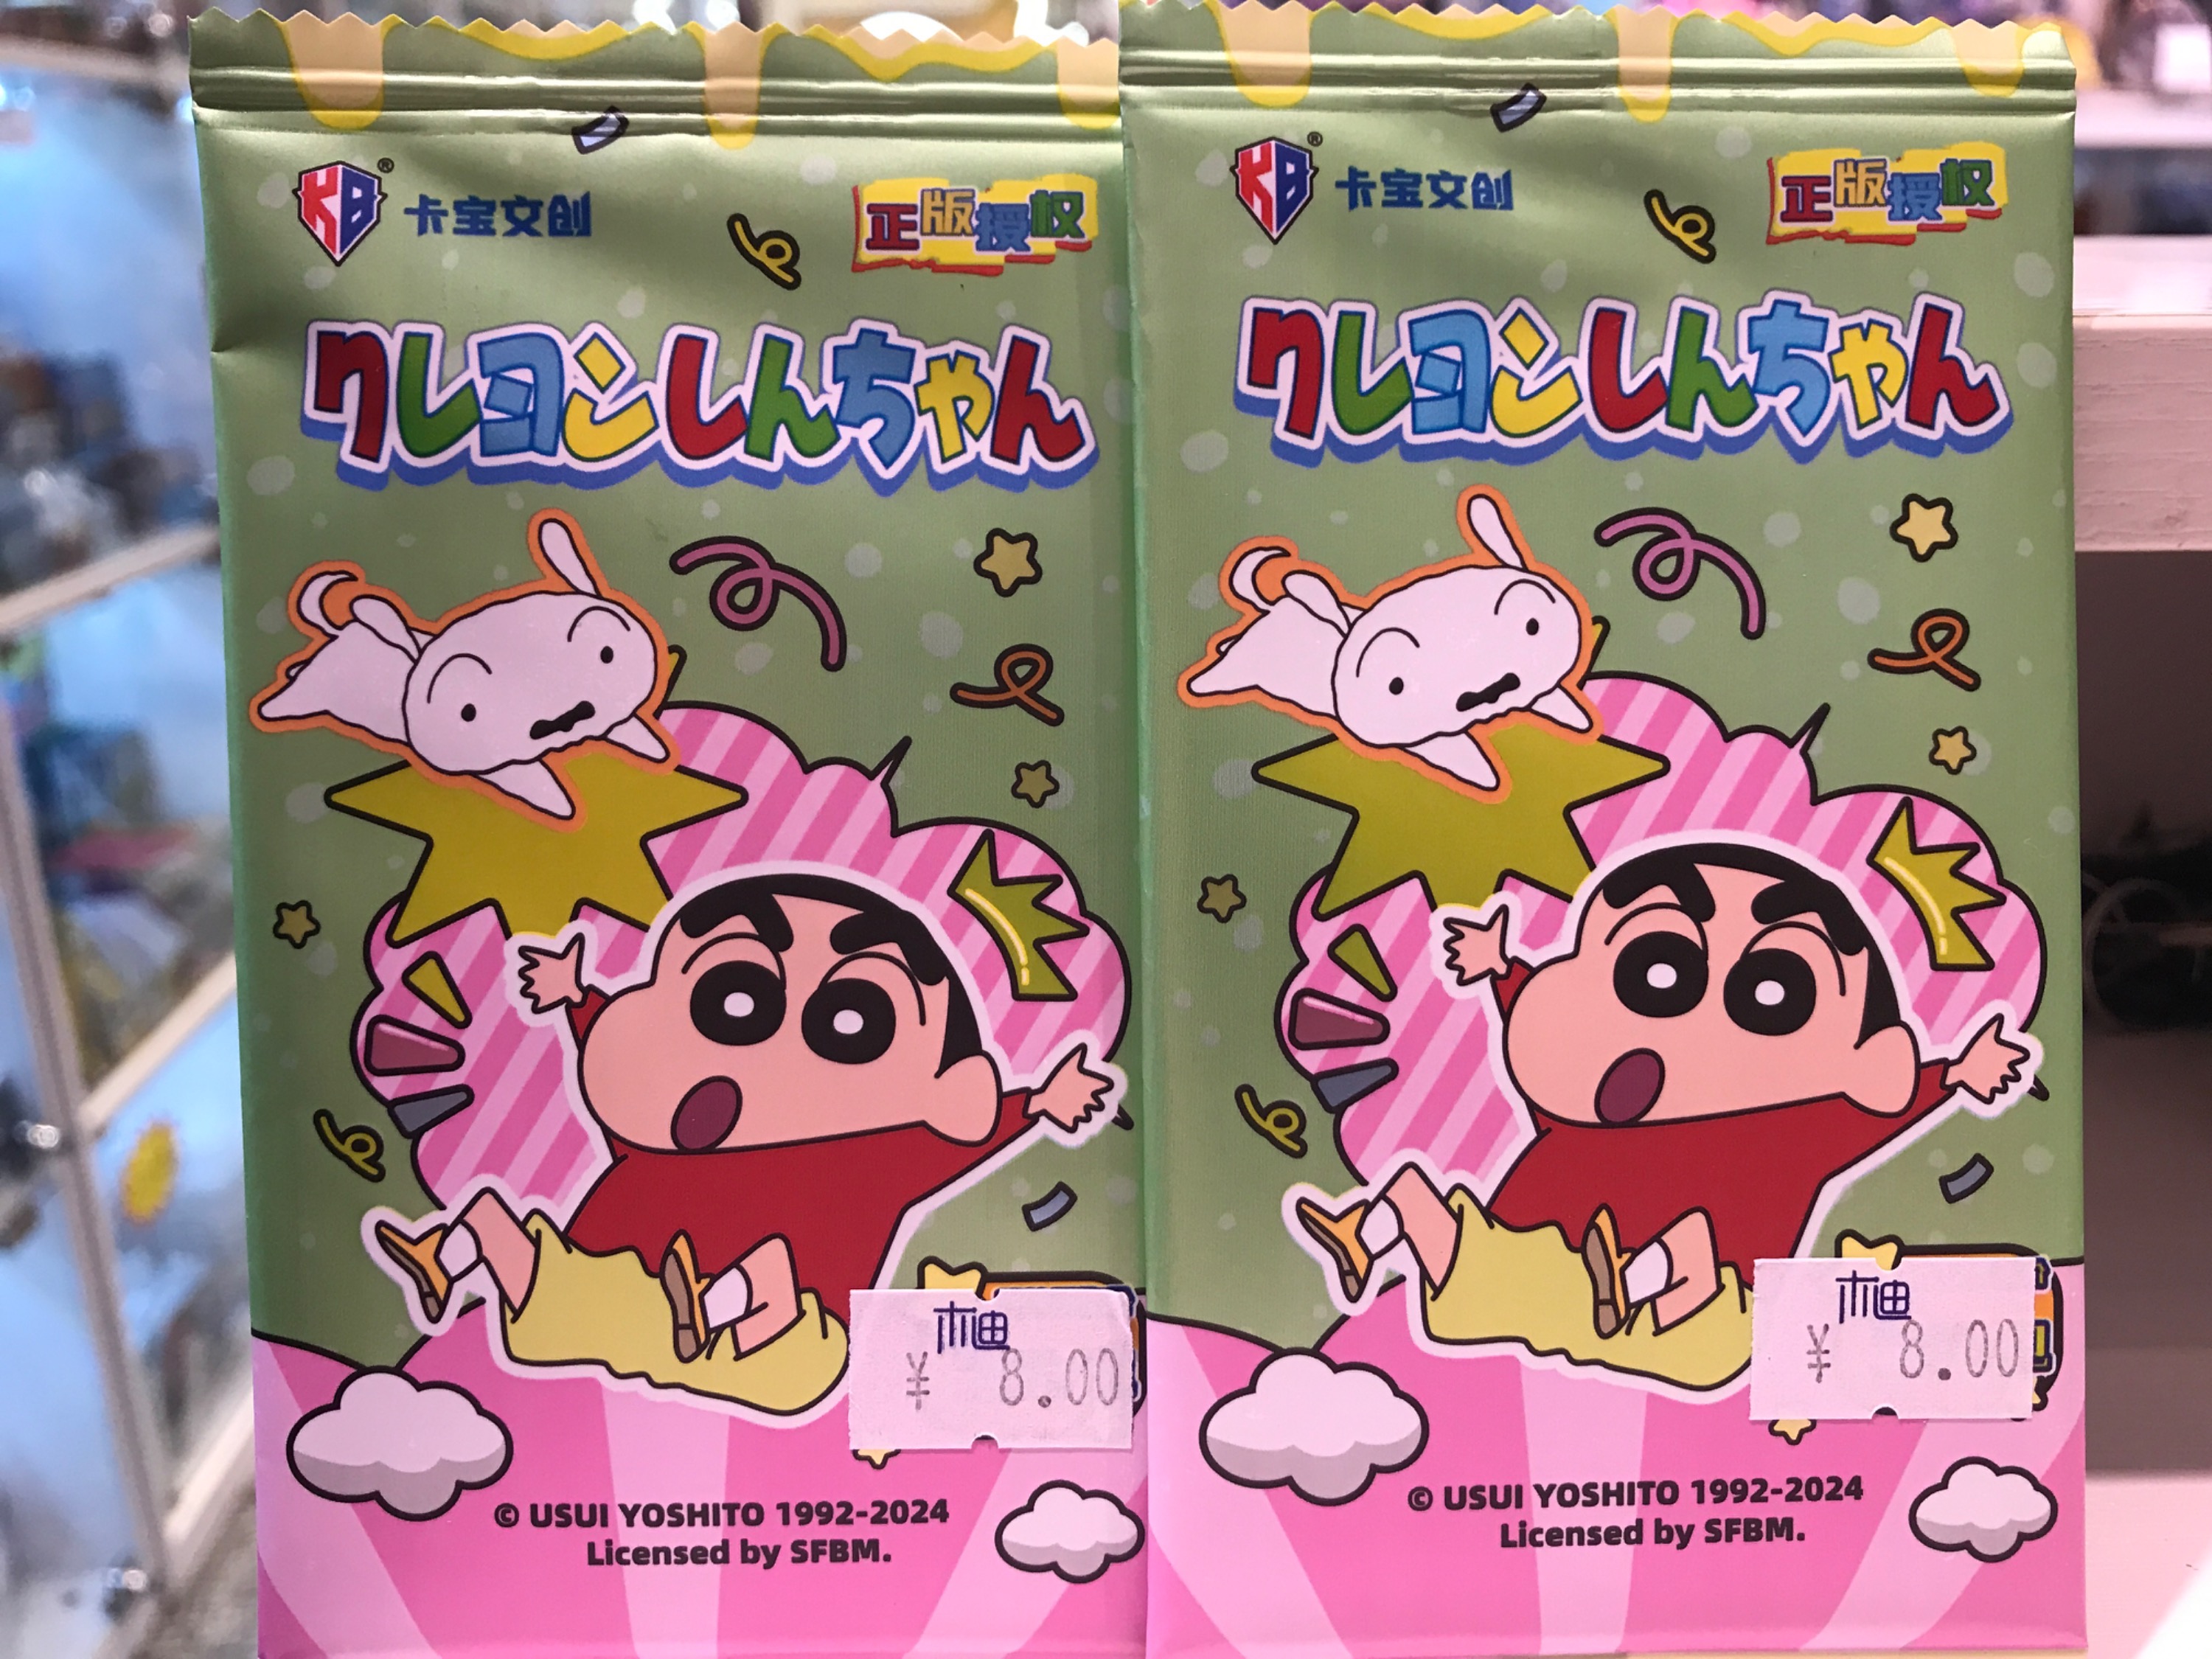 KB® 卡宝文创 正版授权
クレヨンしんちゃん
木迪
¥ 8.00
© USUI YOSHITO 1992-2024
Licensed by SFBM.
KB® 卡宝文创 正版授权
クレヨンしんちゃん
木迪
¥ 8.00
© USUI YOSHITO 1992-2024
Licensed by SFBM.